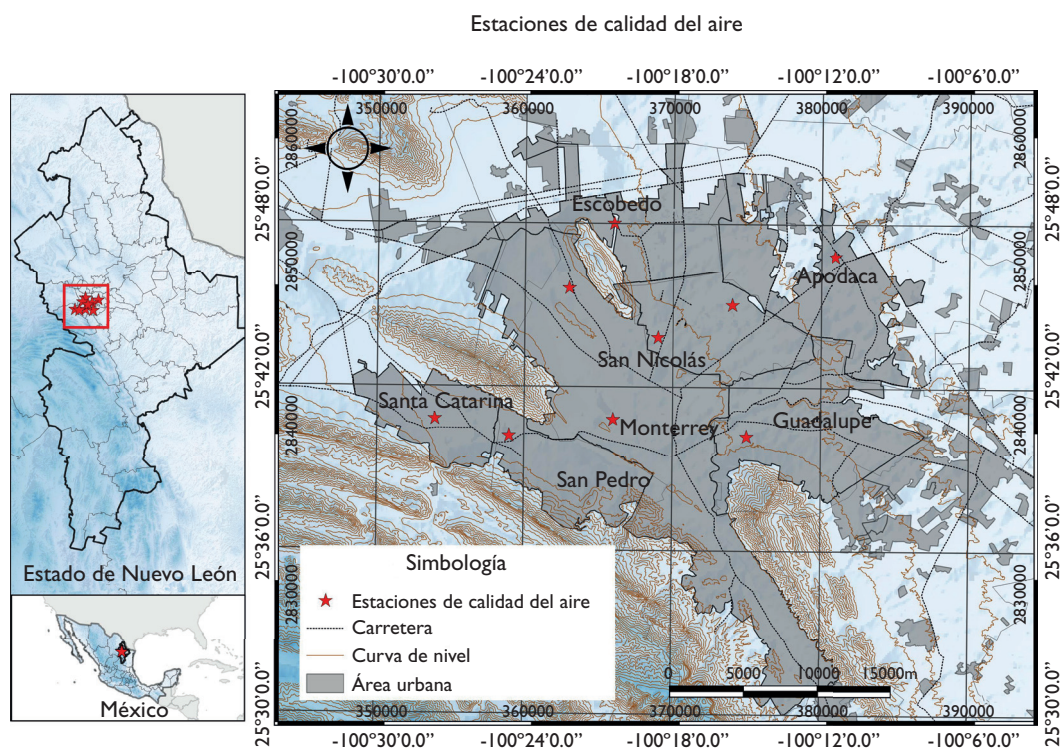 Estaciones de calidad del aire
-100°30'0.0’’ -100°24'0.0’’ -100°18'0.0’’ -100°12'0.0’’ -100°6'0.0’’
350000 360000 370000 380000 390000
25°48'0.0’’
25°42'0.0’’
25°36'0.0’’
25°30'0.0’’
2860000
2850000
2840000
2830000
Escobedo
Apodaca
San Nicolás
Santa Catarina
Monterrey
Guadalupe
San Pedro
2860000
2850000
2840000
2830000
25°48'0.0’’
25°42'0.0’’
25°36'0.0’’
25°30'0.0’’
Simbología
Estaciones de calidad del aire
Carretera
Curva de nivel
Área urbana
0 5000 10000 15000m
350000 360000 370000 380000 390000
-100°30'0.0’’ -100°24'0.0’’ -100°18'0.0’’ -100°12'0.0’’ -100°6'0.0’’
Estado de Nuevo León
México